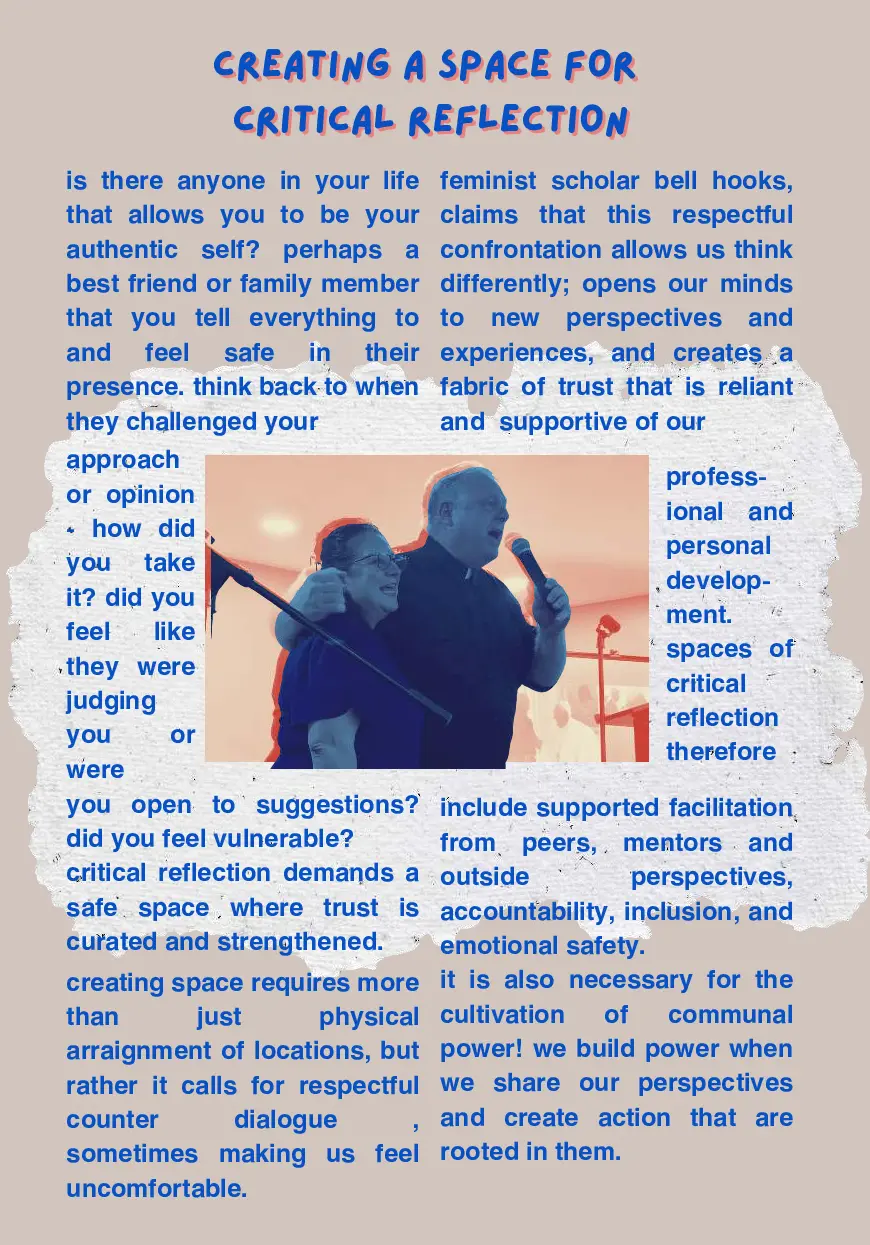 CREATING A SPACE FOR
CRITICAL REFLECTION
is there anyone in your life
that allows you to be your
authentic self? perhaps a
best friend or family member
that you tell everything to
and feel safe in their
presence. think back to when
they challenged your
approach
or opinion
- how did
you take
it? did you
feel like
they were
judging
you or
were
you open to suggestions?
did you feel vulnerable?
critical reflection demands a
safe space where trust is
curated and strengthened.
creating space requires more
than just physical
arraignment of locations, but
rather it calls for respectful
counter dialogue ,
sometimes making us feel
uncomfortable.
feminist scholar bell hooks,
claims that this respectful
confrontation allows us think
differently; opens our minds
to new perspectives and
experiences, and creates a
fabric of trust that is reliant
and supportive of our
profess-
ional and
personal
develop-
ment.
spaces of
critical
reflection
therefore
include supported facilitation
from peers, mentors and
outside perspectives,
accountability, inclusion, and
emotional safety.
it is also necessary for the
cultivation of communal
power! we build power when
we share our perspectives
and create action that are
rooted in them.